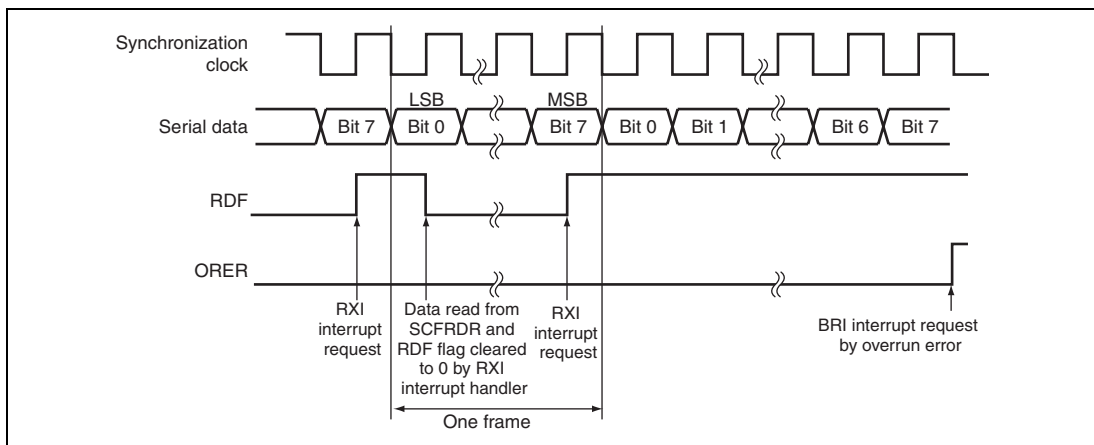 Synchronization
clock
LSB
MSB
Serial data
Bit 7
Bit 0
Bit 7
Bit 0
Bit 1
Bit 6
Bit 7
RDF
ORER
RXI
interrupt
request
Data read from
SCFRDR and
RDF flag cleared
to 0 by RXI
interrupt handler
RXI
interrupt
request
BRI interrupt request
by overrun error
One frame